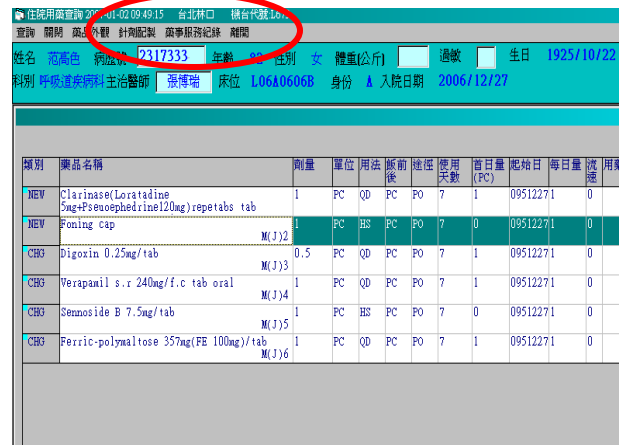 住院用藥查詢 2007-01-02 09:49:15 台北林口 機台代號:L672
查詢 關閉 藥品外觀 針劑配製 藥事服務紀錄 離開
姓名 范高色 病歷號 2317333 年齡 82 性別 女 體重(公斤) 過敏 生日 1925/10/22
科別 呼吸道疾病科 主治醫師 張博瑞 床位 L06A0606B 身份 A 入院日期 2006/12/27
類別 藥品名稱 劑量 單位 用法 飯前後 途徑 使用天數 首日量(PC) 起始日 每日量 流速 用藥
NEW Clarinase(Loratadine 1 PC QD PC PO 7 1 0951227 1 0
5mg+Pseuoephedrine120mg)repetabs tab
NEW Foning cap 1 PC HS PC PO 7 0 0951227 1 0
M(J)2
CHG Digoxin 0.25mg/tab 0.5 PC QD PC PO 7 1 0951227 1 0
M(J)3
CHG Verapamil s.r 240mg/f.c tab oral 1 PC QD PC PO 7 1 0951227 1 0
M(J)4
CHG Sennoside B 7.5mg/tab 1 PC HS PC PO 7 0 0951227 1 0
M(J)5
CHG Ferric-polymaltose 357mg(FE 100mg)/tab 1 PC QD PC PO 7 1 0951227 1 0
M(J)6